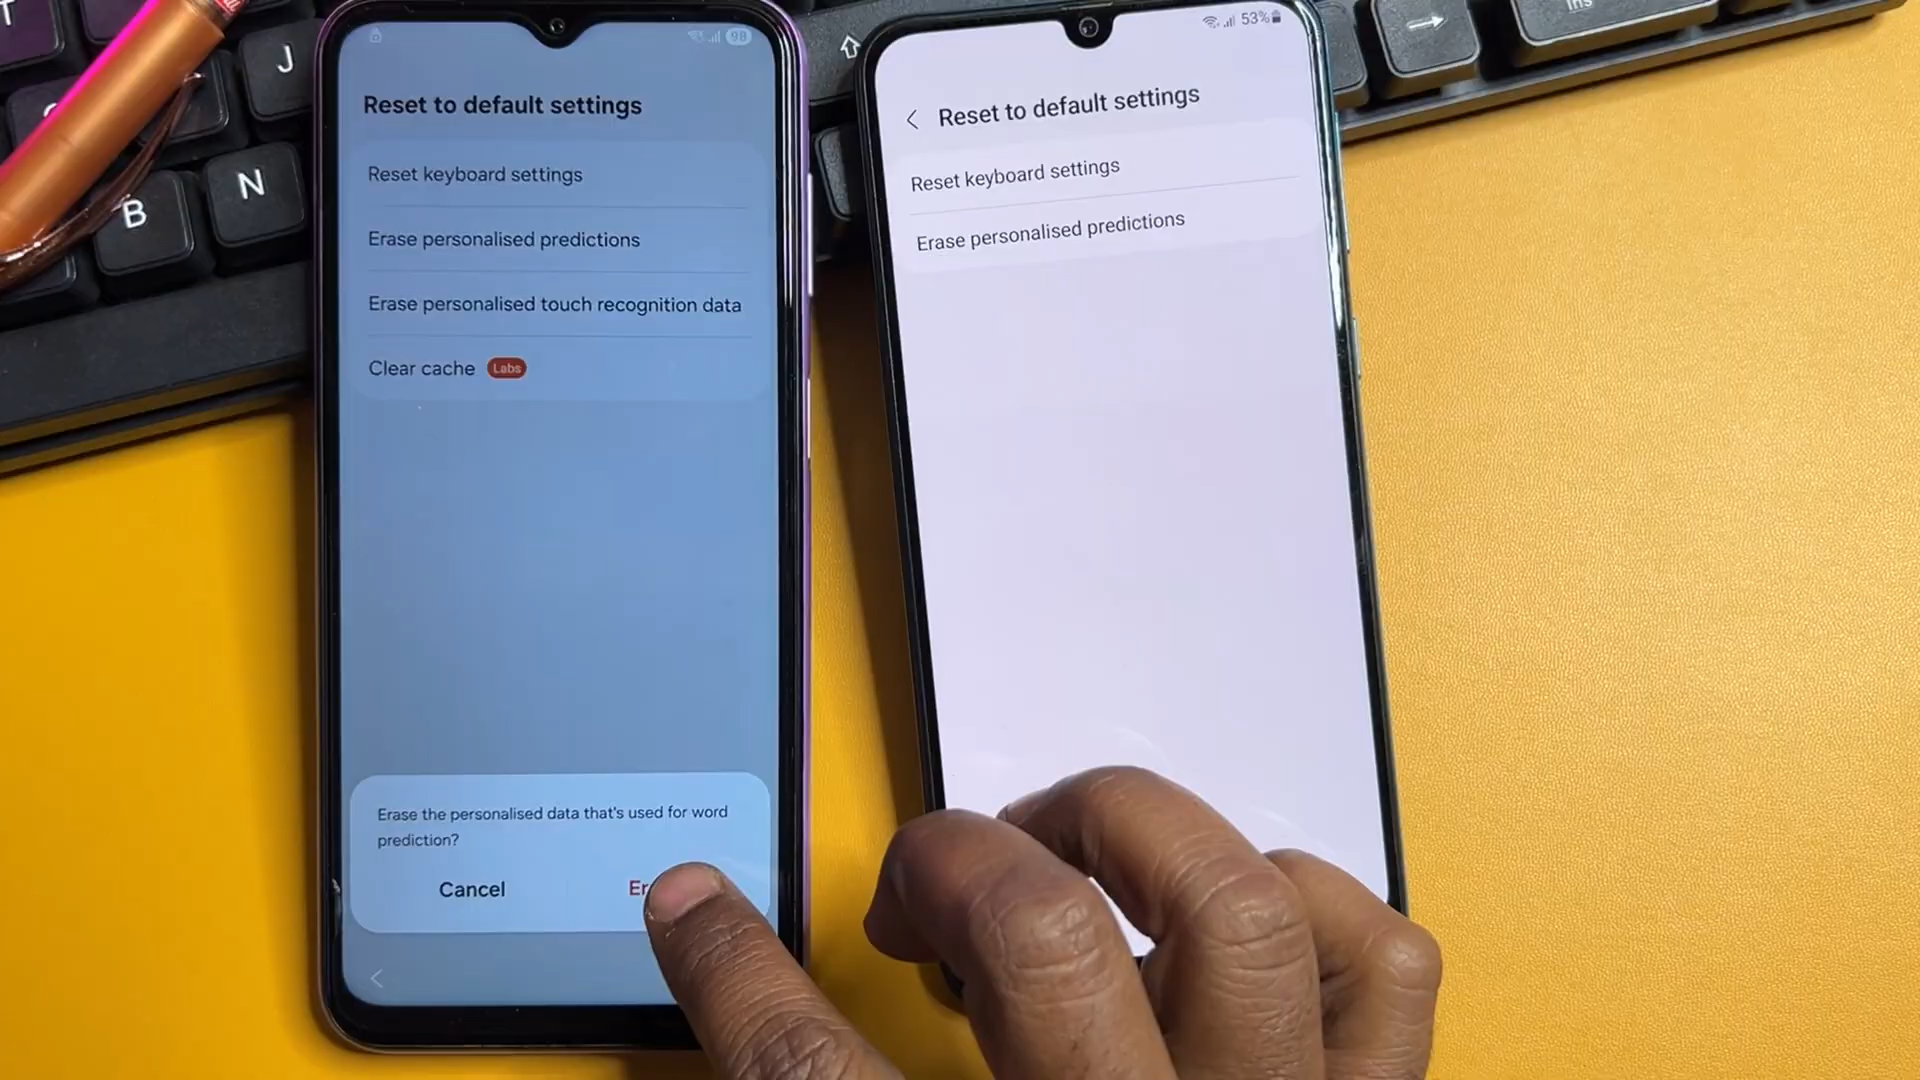 98
Reset to default settings
Reset keyboard settings
Erase personalised predictions
Erase personalised touch recognition data
Clear cache Labs
Erase the personalised data that's used for word
prediction?
Cancel
53%
Reset to default settings
Reset keyboard settings
Erase personalised predictions
J
B
N
Ins